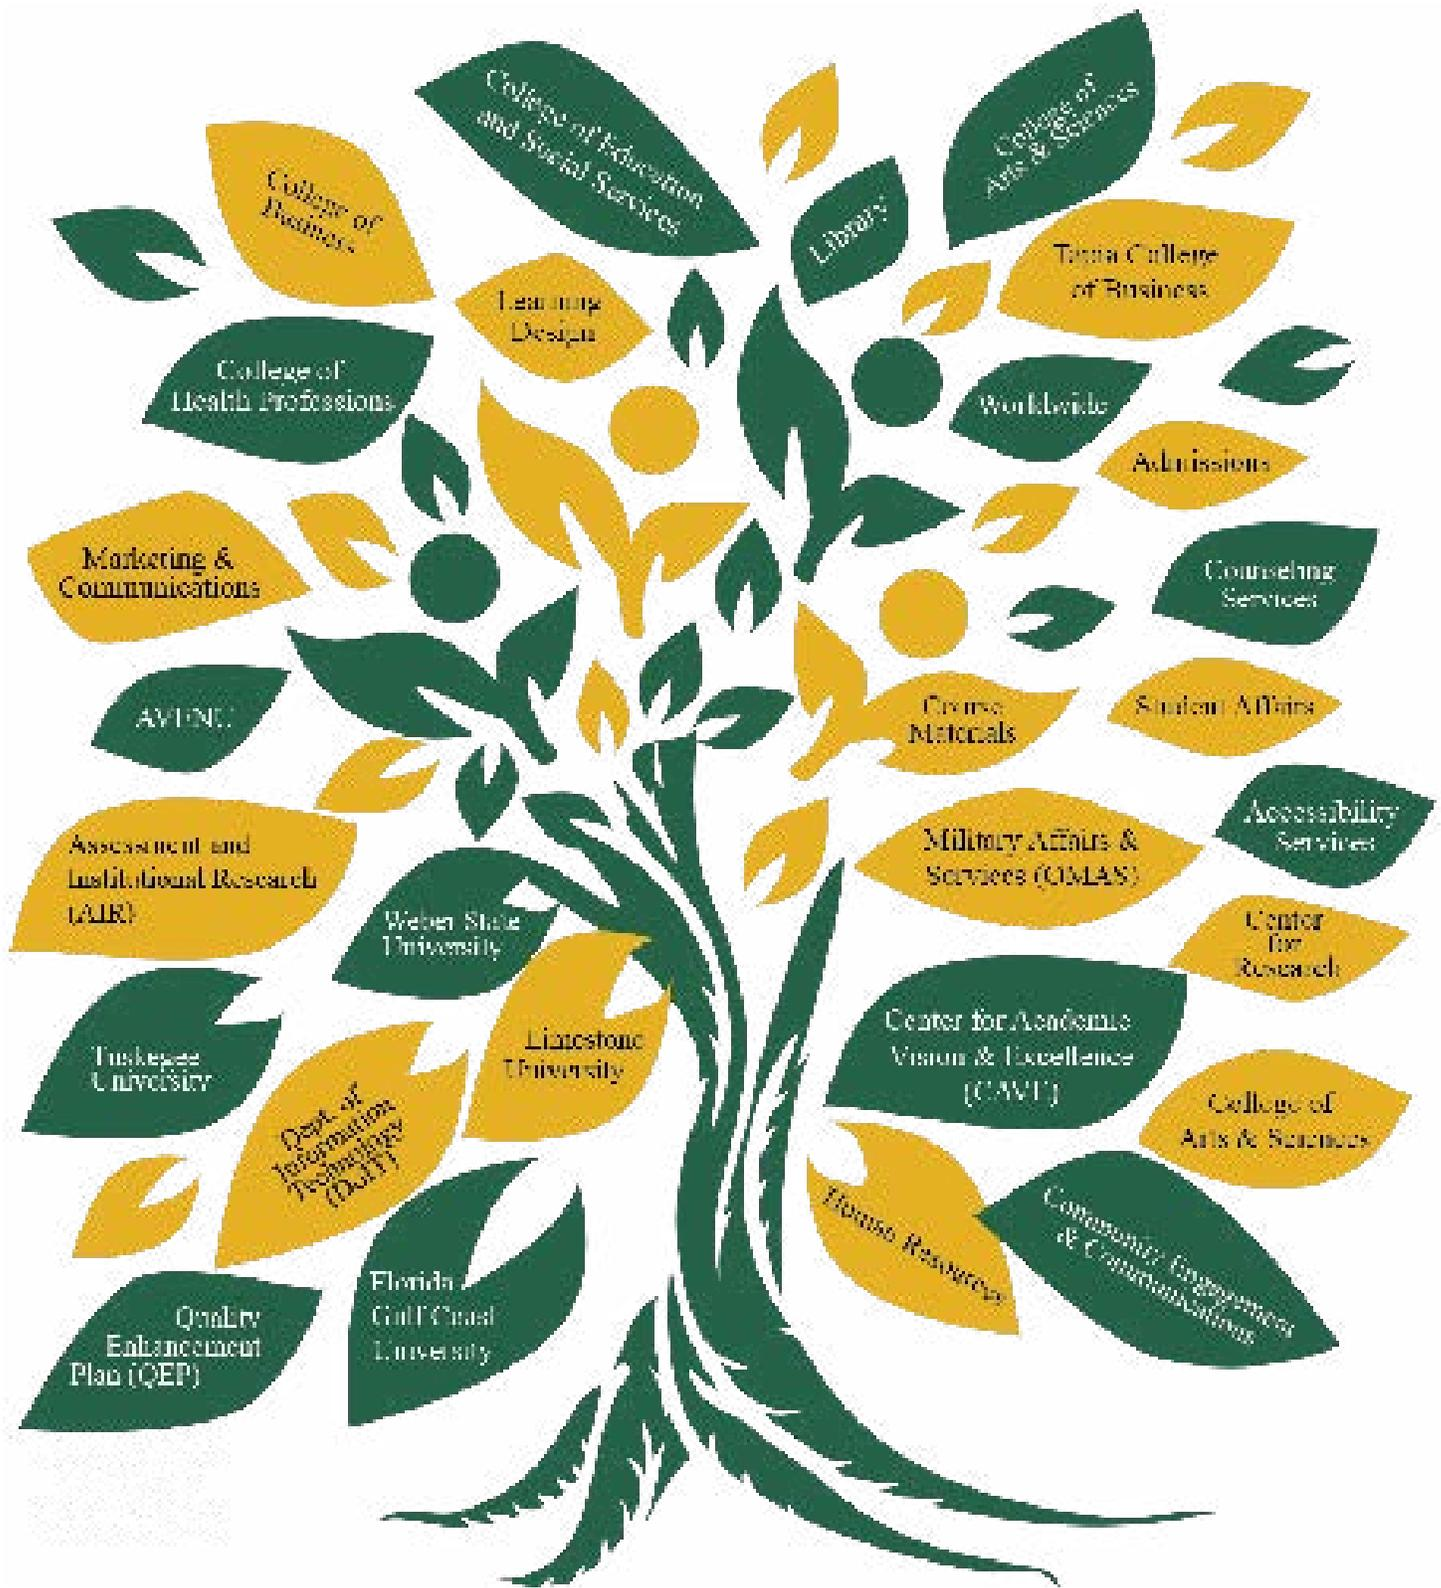 College of Education
and Social Services
College of
Arts & Sciences
College of
Business
Library
Tapia College
of Business
Learning
Design
College of
Health Professions
Worldwide
Admissions
Marketing &
Communications
Counseling
Services
AVENU
Course
Materials
Student Affairs
Assessment and
Institutional Research
(AIR)
Military Affairs &
Services (OMAS)
Accessibility
Services
Weber State
University
Center
for
Research
Tuskegee
University
Limestone
University
Center for Academic
Vision & Excellence
(CAVE)
Dept. of
Information
Technology
(DoIT)
College of
Arts & Sciences
Human Resources
Community Engagement
& Communications
Florida
Gulf Coast
University
Quality
Enhancement
Plan (QEP)